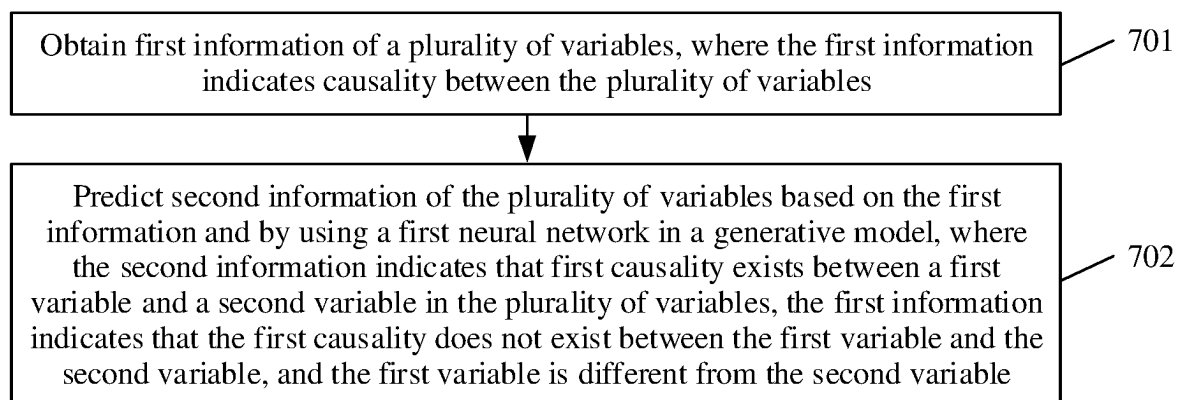 Obtain first information of a plurality of variables, where the first information
indicates causality between the plurality of variables
701
Predict second information of the plurality of variables based on the first
information and by using a first neural network in a generative model, where
the second information indicates that first causality exists between a first
variable and a second variable in the plurality of variables, the first information
indicates that the first causality does not exist between the first variable and the
second variable, and the first variable is different from the second variable
702